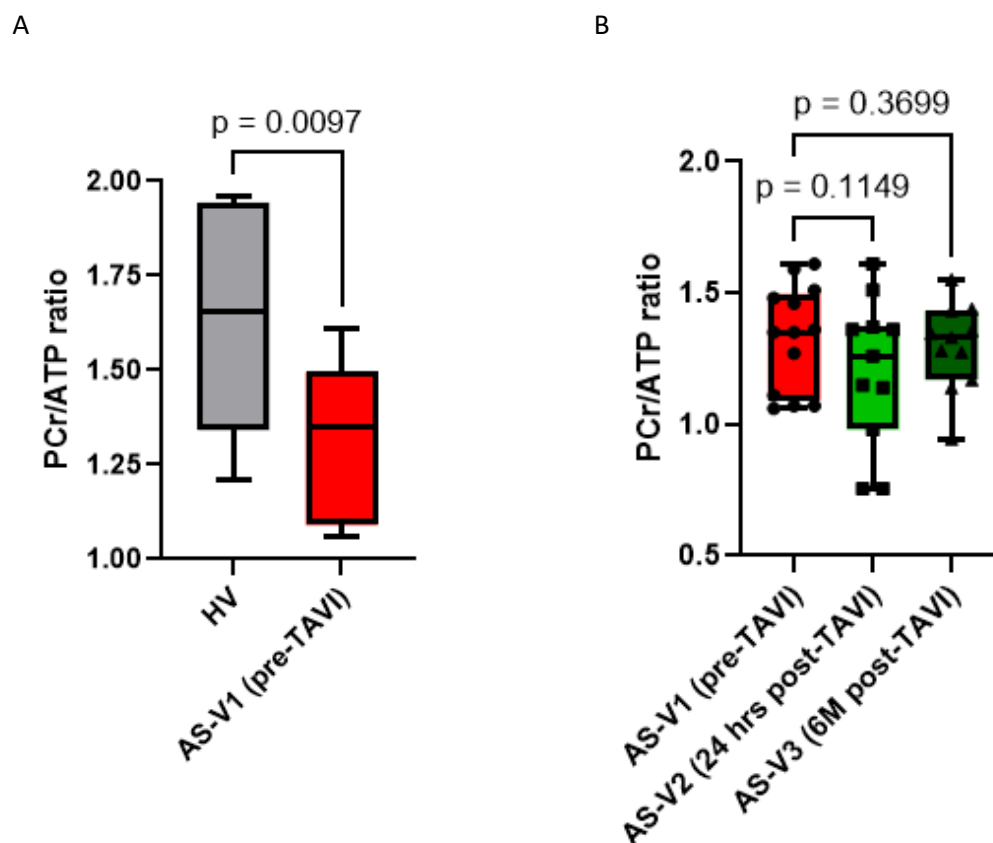 A
B
p = 0.0097
2.00
1.75
1.50
1.25
1.00
PCr/ATP ratio
HV
AS-V1 (pre-TAVI)
p = 0.3699
p = 0.1149
2.0
1.5
1.0
0.5
PCr/ATP ratio
AS-V1 (pre-TAVI)
AS-V2 (24 hrs post-TAVI)
AS-V3 (6M post-TAVI)